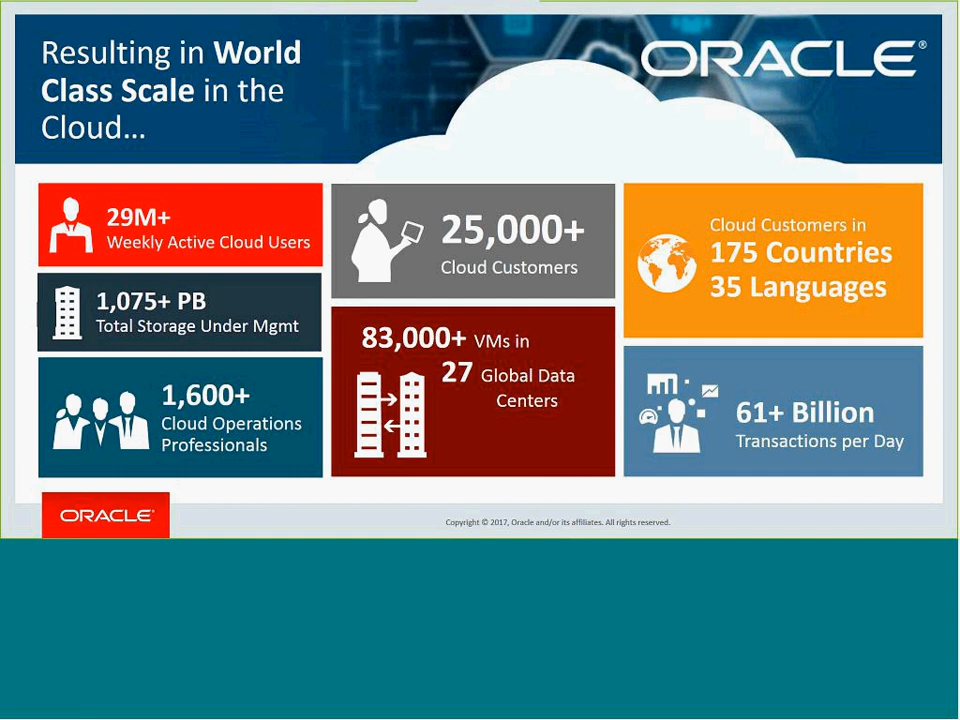 Resulting in World
Class Scale in the
Cloud…
ORACLE®
29M+
Weekly Active Cloud Users
1,075+ PB
Total Storage Under Mgmt
1,600+
Cloud Operations
Professionals
25,000+
Cloud Customers
83,000+ VMs in
27 Global Data
Centers
Cloud Customers in
175 Countries
35 Languages
61+ Billion
Transactions per Day
ORACLE®
Copyright © 2017, Oracle and/or its affiliates. All rights reserved.